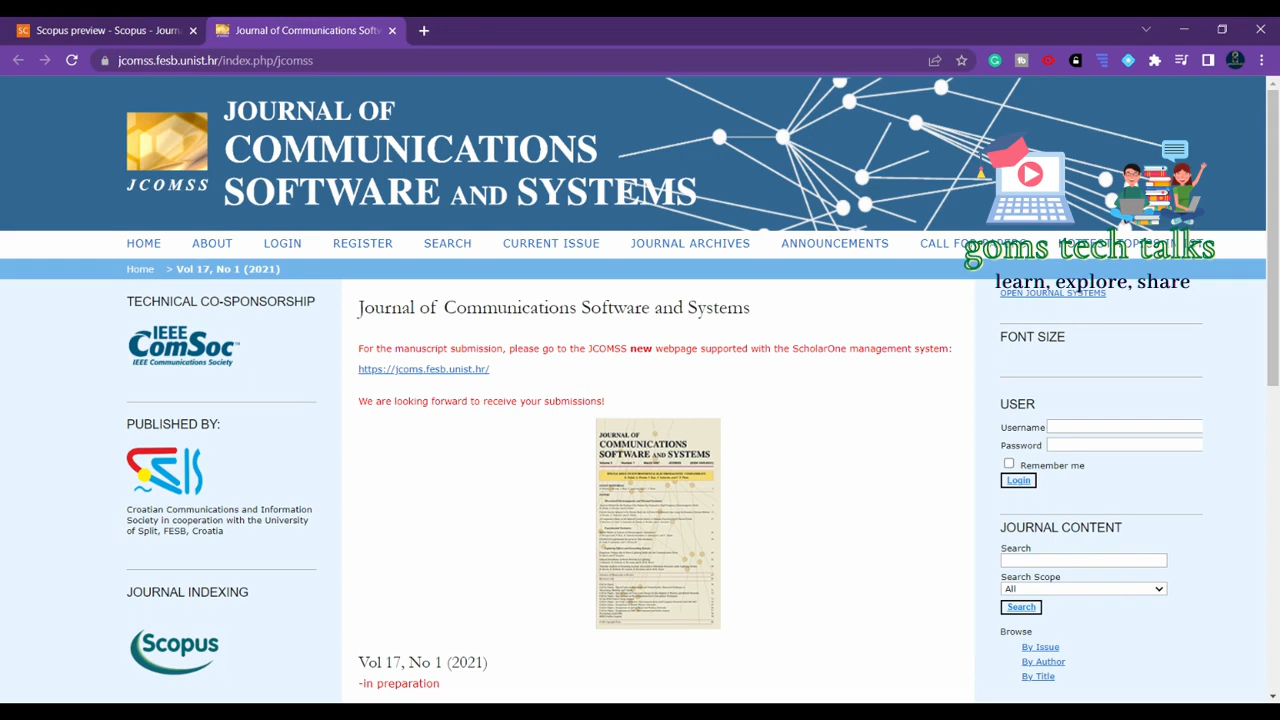 Scopus preview - Scopus - Journ
Journal of Communications Softw
jcomss.fesb.unist.hr/index.php/jcomss
JCOMSS
JOURNAL OF
COMMUNICATIONS
SOFTWARE AND SYSTEMS
HOME ABOUT LOGIN REGISTER SEARCH CURRENT ISSUE JOURNAL ARCHIVES ANNOUNCEMENTS CALL FOR
goms tech talks
learn, explore, share
Home > Vol 17, No 1 (2021)
TECHNICAL CO-SPONSORSHIP
IEEE
ComSoc
IEEE Communications Society
PUBLISHED BY:
Croatian Communications and Information
Society in cooperation with the University
of Split, FESB, Croatia
JOURNAL INDEXING
Scopus
Journal of Communications Software and Systems
For the manuscript submission, please go to the JCOMSS new webpage supported with the ScholarOne management system:
https://jcoms.fesb.unist.hr/
We are looking forward to receive your submissions!
JOURNAL OF
COMMUNICATIONS
SOFTWARE AND SYSTEMS
Vol 17, No 1 (2021)
-in preparation
OPEN JOURNAL SYSTEMS
FONT SIZE
USER
Username
Password
Remember me
Login
JOURNAL CONTENT
Search
Search Scope
All
Search
Browse
By Issue
By Author
By Title